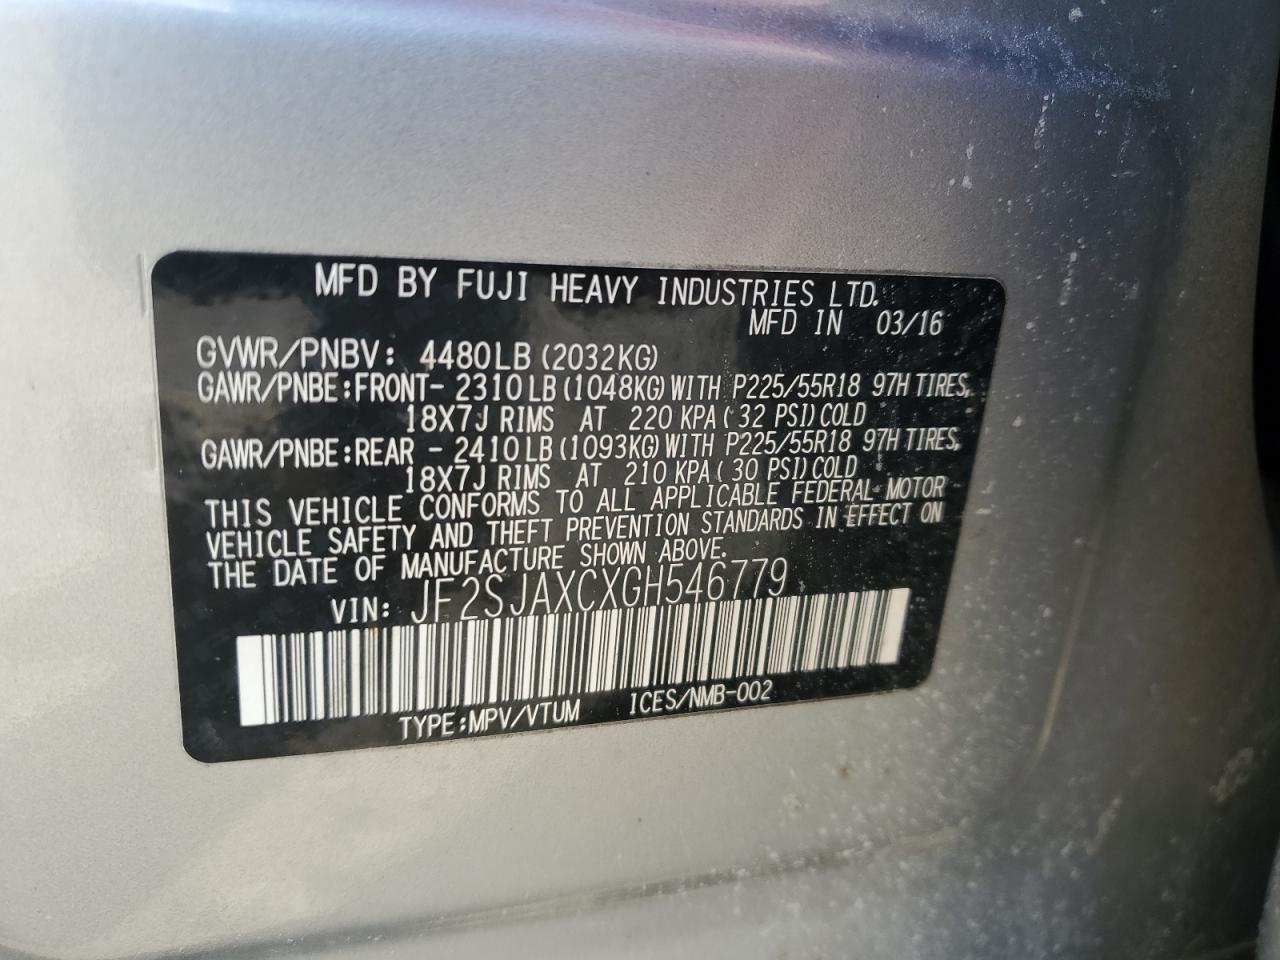 MFD BY FUJI HEAVY INDUSTRIES LTD.
MFD IN 03/16
GVWR/PNBV: 4480LB (2032KG)
GAWR/PNBE:FRONT- 2310 LB (1048KG) WITH P225/55R18 97H TIRES,
18X7J RIMS AT 220 KPA ( 32 PSI) COLD
GAWR/PNBE:REAR - 2410 LB (1093KG) WITH P225/55R18 97H TIRES,
18X7J RIMS AT 210 KPA ( 30 PSI) COLD
THIS VEHICLE CONFORMS TO ALL APPLICABLE FEDERAL MOTOR
VEHICLE SAFETY AND THEFT PREVENTION STANDARDS IN EFFECT ON
THE DATE OF MANUFACTURE SHOWN ABOVE.
VIN: JF2SJAXCXGH546779
TYPE:MPV/VTUM ICES/NMB-002